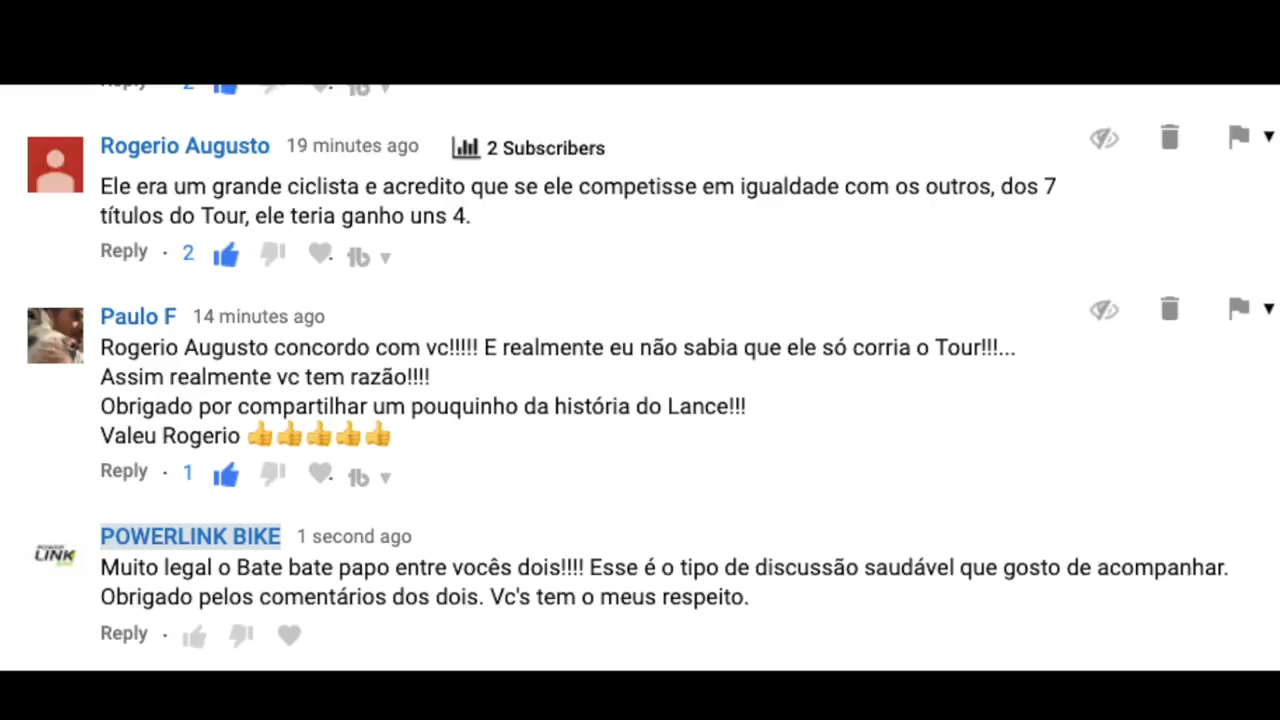 Reply 2
Rogerio Augusto 19 minutes ago 2 Subscribers
Ele era um grande ciclista e acredito que se ele competisse em igualdade com os outros, dos 7
títulos do Tour, ele teria ganho uns 4.
Reply · 2
Paulo F 14 minutes ago
Rogerio Augusto concordo com vc!!!!! E realmente eu não sabia que ele só corria o Tour!!!...
Assim realmente vc tem razão!!!!
Obrigado por compartilhar um pouquinho da história do Lance!!!
Valeu Rogerio 👍👍👍👍👍
Reply · 1
POWERLINK BIKE 1 second ago
LINK
Muito legal o Bate bate papo entre vocês dois!!!! Esse é o tipo de discussão saudável que gosto de acompanhar.
Obrigado pelos comentários dos dois. Vc's tem o meus respeito.
Reply ·